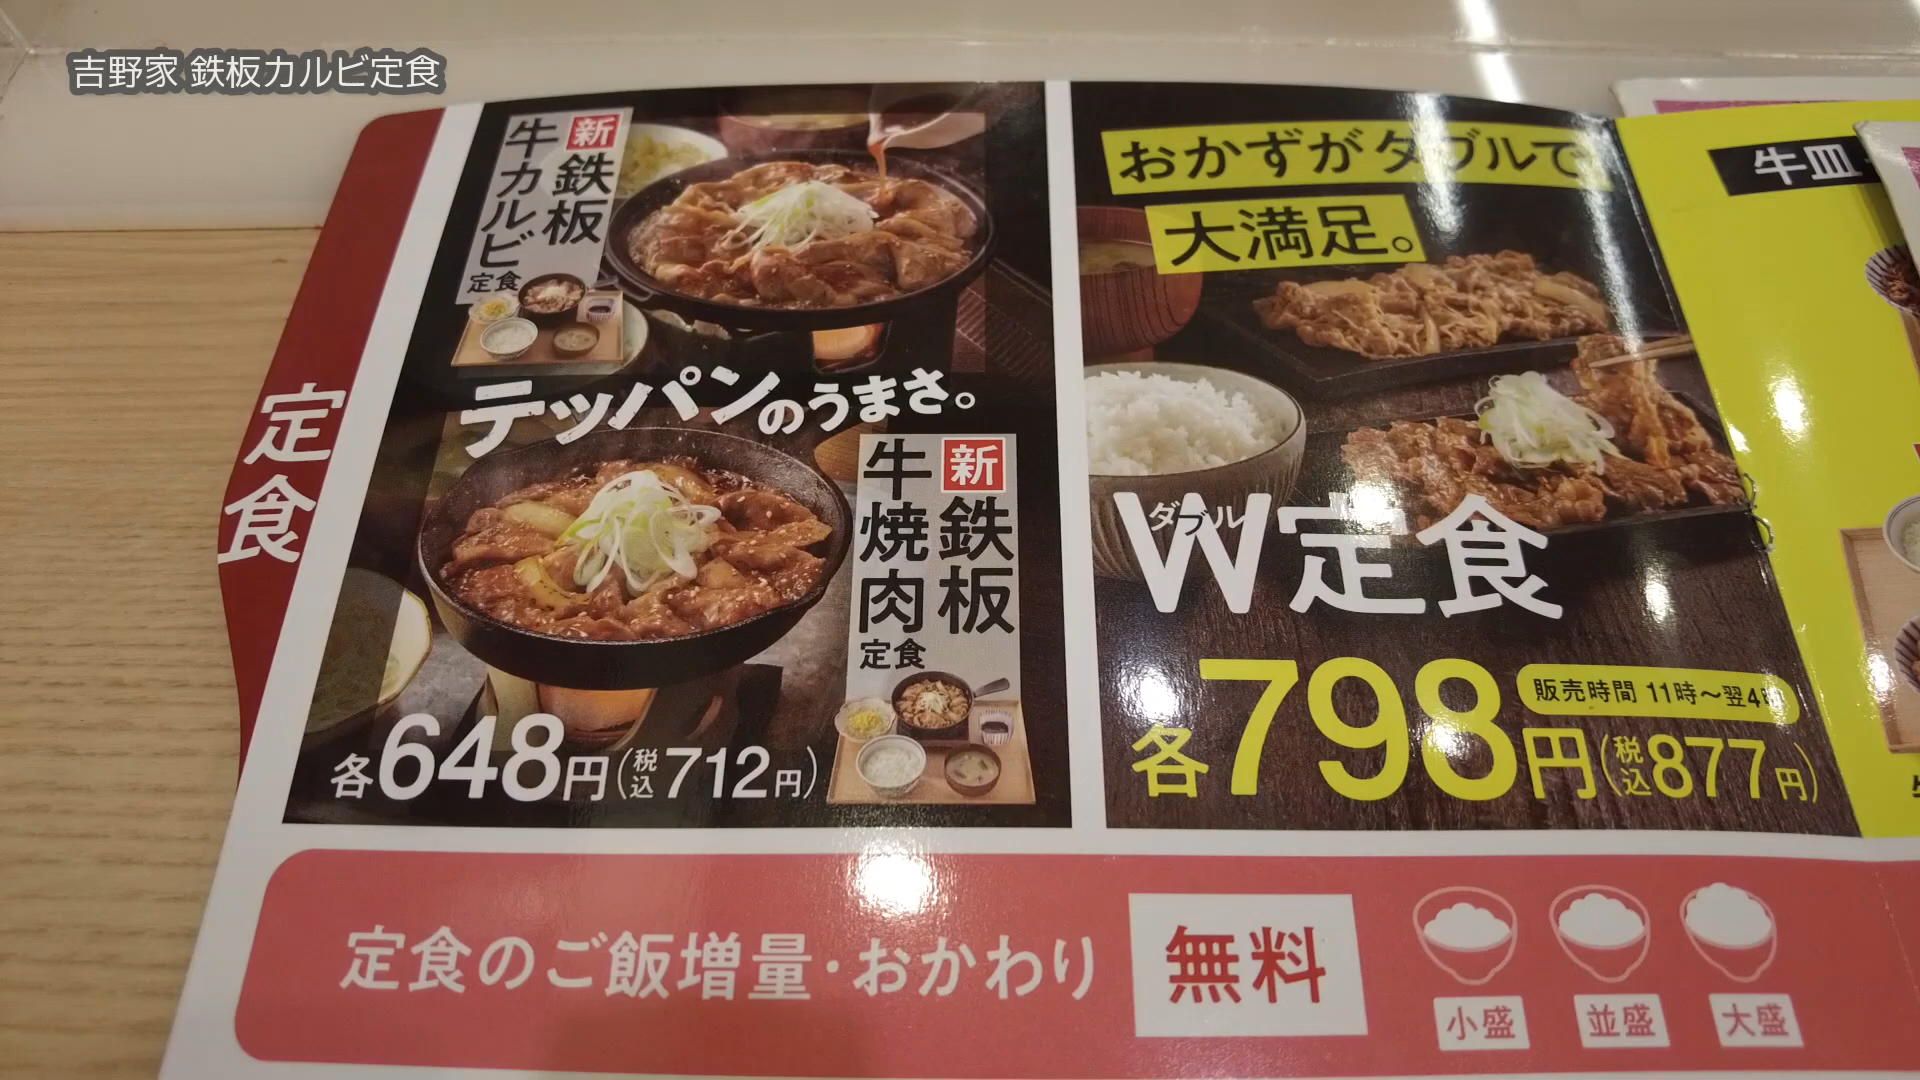 吉野家 鉄板カルビ定食
定食
新 鉄板
牛カルビ
定食
テッパンのうまさ。
新 鉄板
牛焼肉
定食
各648円(税込712円)
おかずがダブルで
大満足。
ダブル
W定食
販売時間 11時〜翌4
各798円(税込877円)
牛皿
定食のご飯増量・おかわり 無料
小盛 並盛 大盛